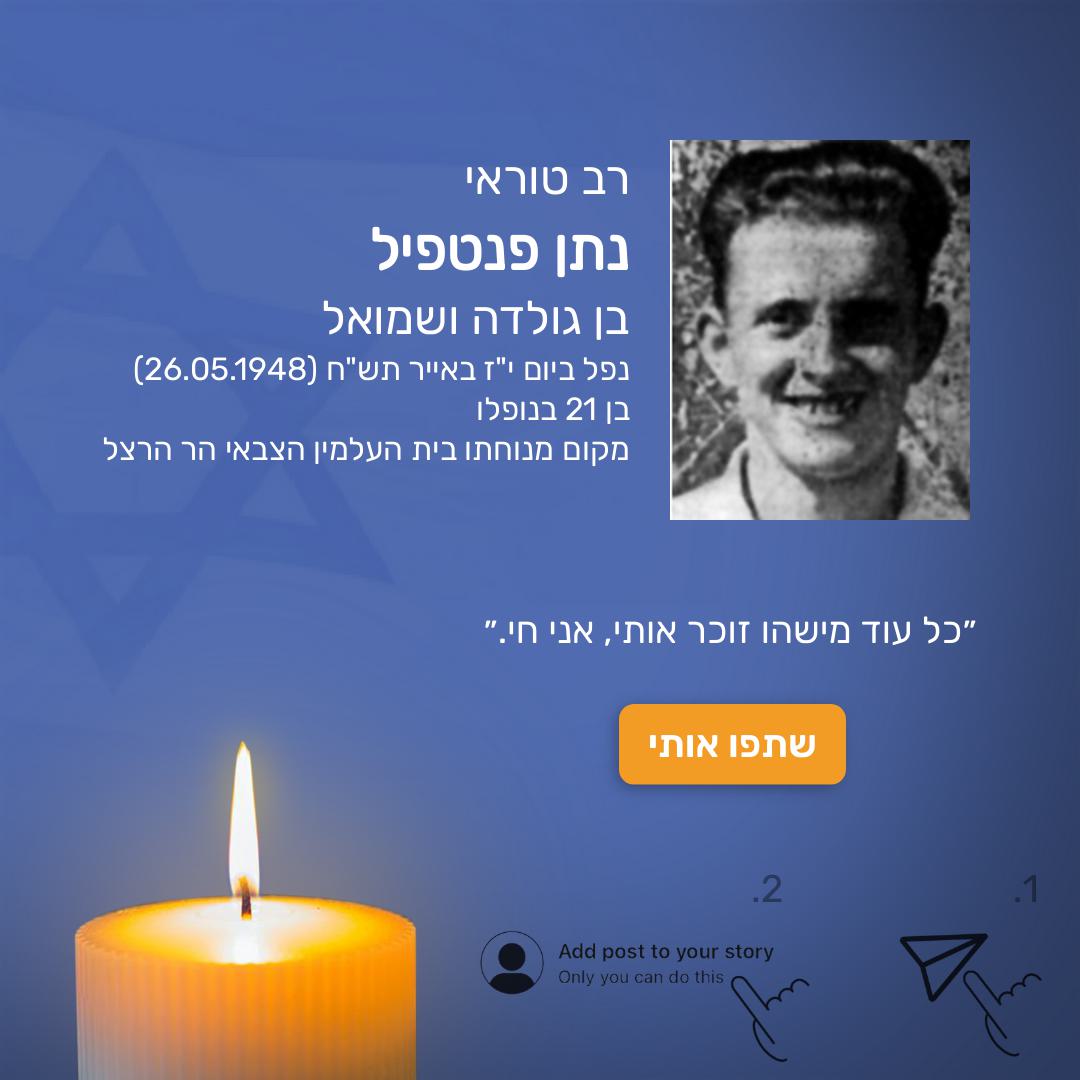 רב טוראי
נתן פנטפיל
בן גולדה ושמואל
נפל ביום י"ז באייר תש"ח (26.05.1948)
בן 21 בנופלו
מקום מנוחתו בית העלמין הצבאי הר הרצל
״כל עוד מישהו זוכר אותי, אני חי.״
שתפו אותי
.1
.2
Add post to your story
Only you can do this